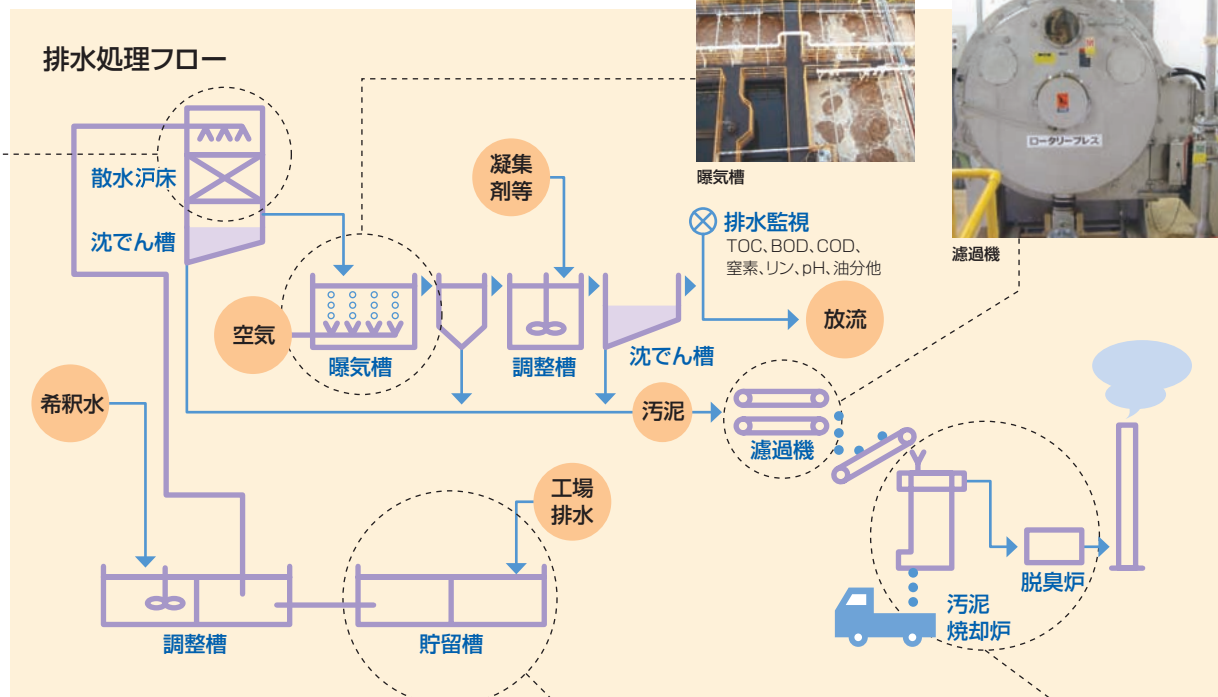 排水処理フロー
ロータリープレス
曝気槽
濾過機
散水沪床
沈でん槽
凝集
剤等
排水監視
TOC、BOD、COD、
窒素、リン、pH、油分他
空気
曝気槽
調整槽
沈でん槽
放流
希釈水
汚泥
濾過機
工場
排水
調整槽
貯留槽
汚泥
焼却炉
脱臭炉